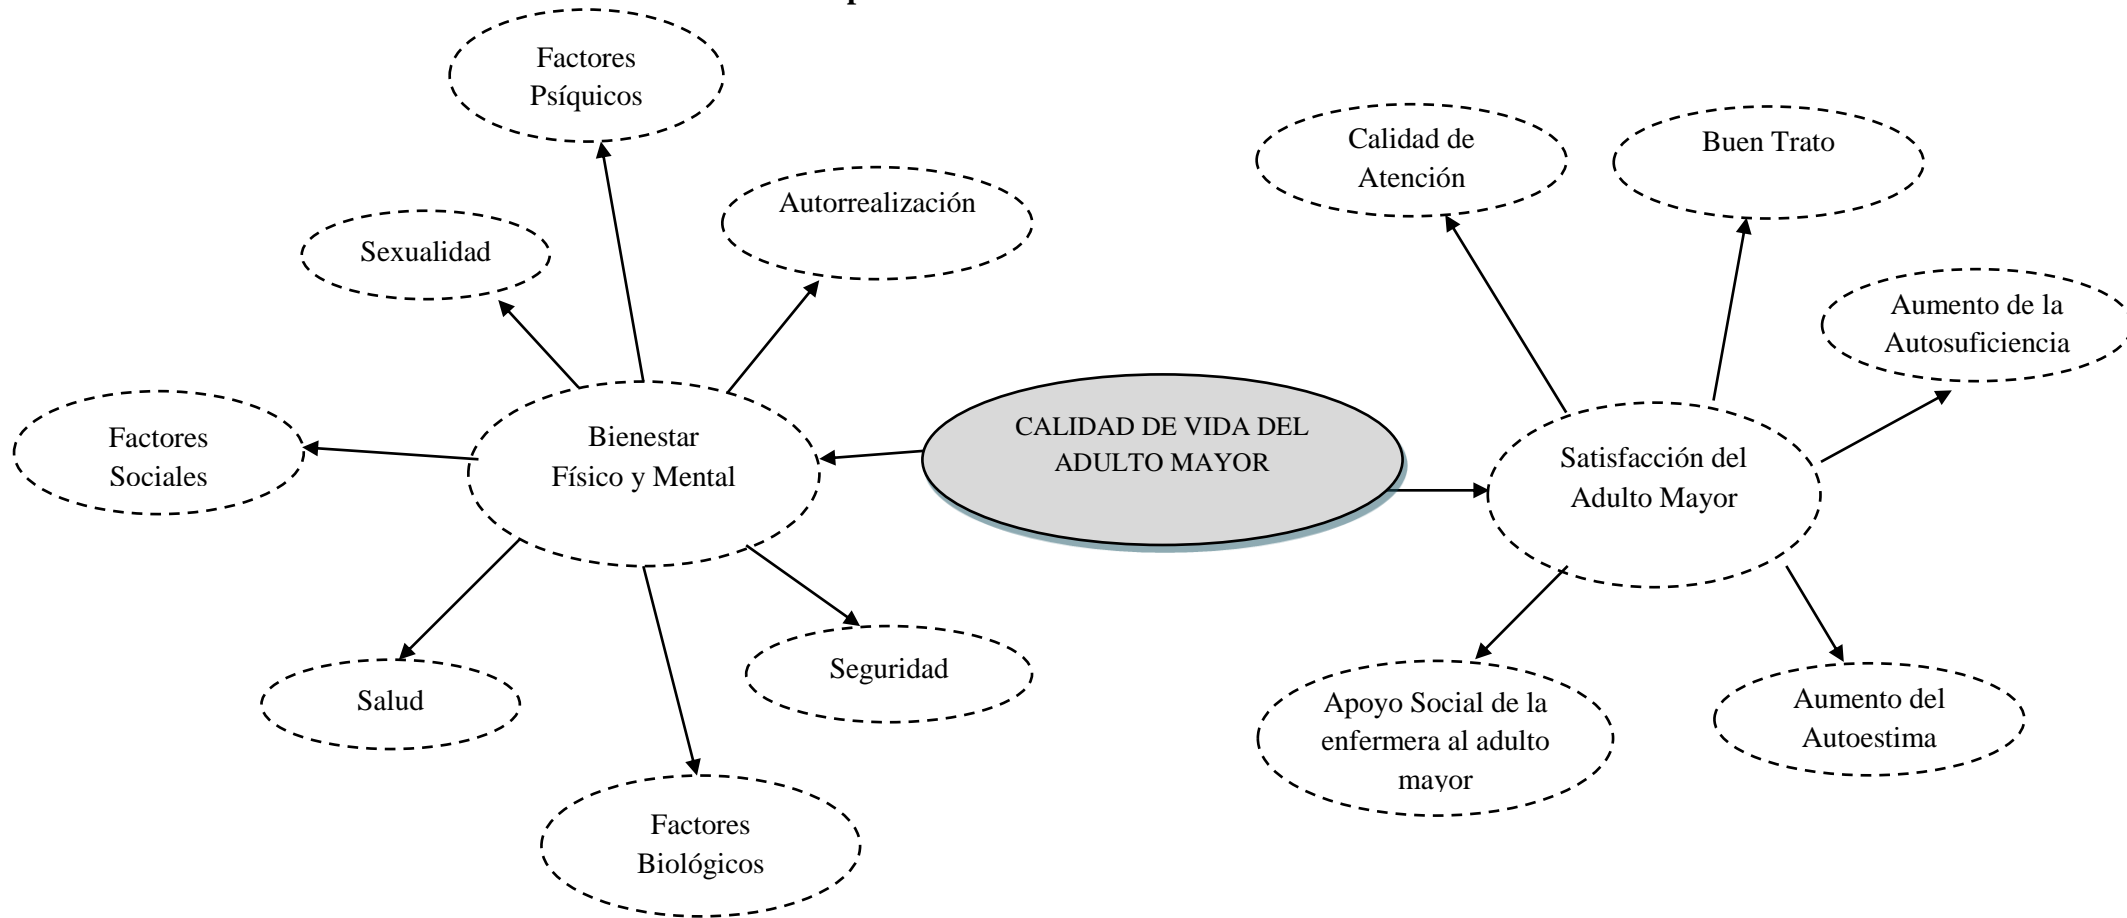 Factores
Psíquicos
Autorrealización
Sexualidad
Factores
Sociales
Bienestar
Físico y Mental
Salud
Factores
Biológicos
Seguridad
CALIDAD DE VIDA DEL
ADULTO MAYOR
Calidad de
Atención
Buen Trato
Aumento de la
Autosuficiencia
Satisfacción del
Adulto Mayor
Apoyo Social de la
enfermera al adulto
mayor
Aumento del
Autoestima